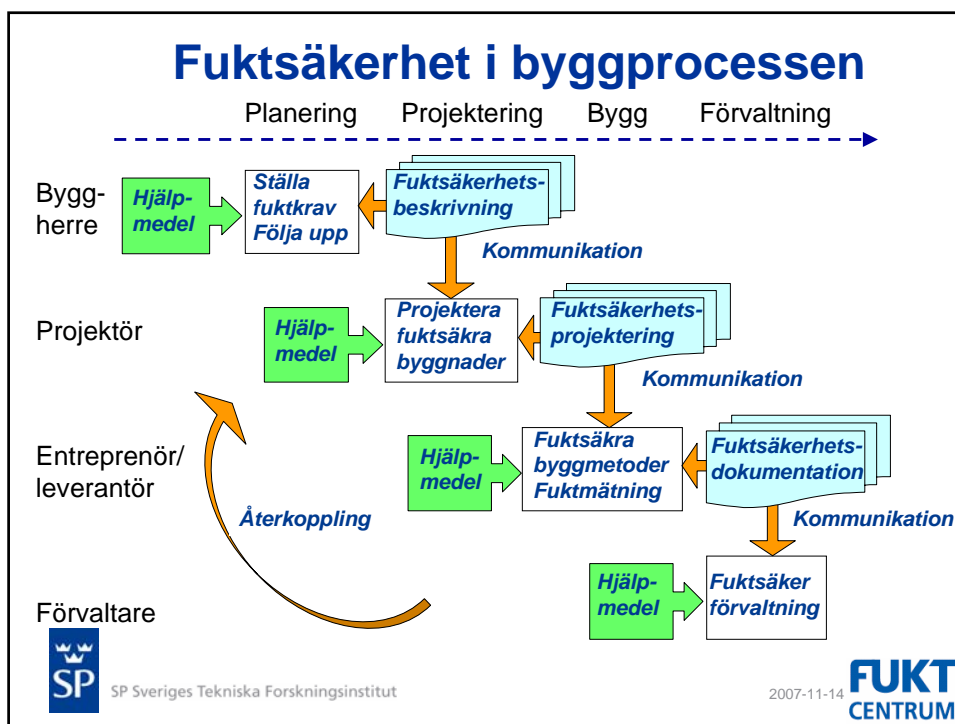 Fuktsäkerhet i byggprocessen
Planering Projektering Bygg Förvaltning
Bygg-
herre
Hjälp-
medel
Ställa
fuktkrav
Följa upp
Fuktsäkerhets-
beskrivning
Kommunikation
Projektör
Hjälp-
medel
Projektera
fuktsäkra
byggnader
Fuktsäkerhets-
projektering
Kommunikation
Entreprenör/
leverantör
Hjälp-
medel
Fuktsäkra
byggmetoder
Fuktmätning
Fuktsäkerhets-
dokumentation
Återkoppling
Kommunikation
Förvaltare
Hjälp-
medel
Fuktsäker
förvaltning
SP
SP Sveriges Tekniska Forskningsinstitut
2007-11-14
FUKT
CENTRUM